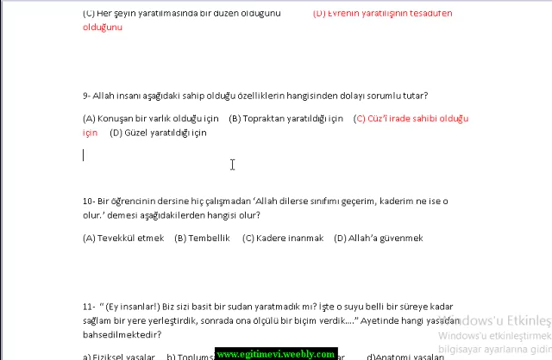 (C) Her şeyin yaratılmasında bir düzen olduğunu (D) Evrenin yaratılışının tesadüfen
olduğunu
9- Allah insanı aşağıdaki sahip olduğu özelliklerin hangisinden dolayı sorumlu tutar?
(A) Konuşan bir varlık olduğu için (B) Topraktan yaratıldığı için (C) Cüz’î irade sahibi olduğu
için (D) Güzel yaratıldığı için
10- Bir öğrencinin dersine hiç çalışmadan ‘Allah dilerse sınıfımı geçerim, kaderim ne ise o
olur.’ demesi aşağıdakilerden hangisi olur?
(A) Tevekkül etmek (B) Tembellik (C) Kadere inanmak (D) Allah’a güvenmek
11- “ (Ey insanlar!) Biz sizi basit bir sudan yaratmadık mı? İşte o suyu belli bir süreye kadar
sağlam bir yere yerleştirdik, sonrada ona ölçülü bir biçim verdik....” Ayetinde hangi yasadan
bahsedilmektedir?
Windows'u Etkinleş
Windows'u etkinleştirmek
bilgisayar ayarlarına gidin
a) Fiziksel yasalar b) Toplums d)Anatomi yasaları
www.egitimevi.weebly.com